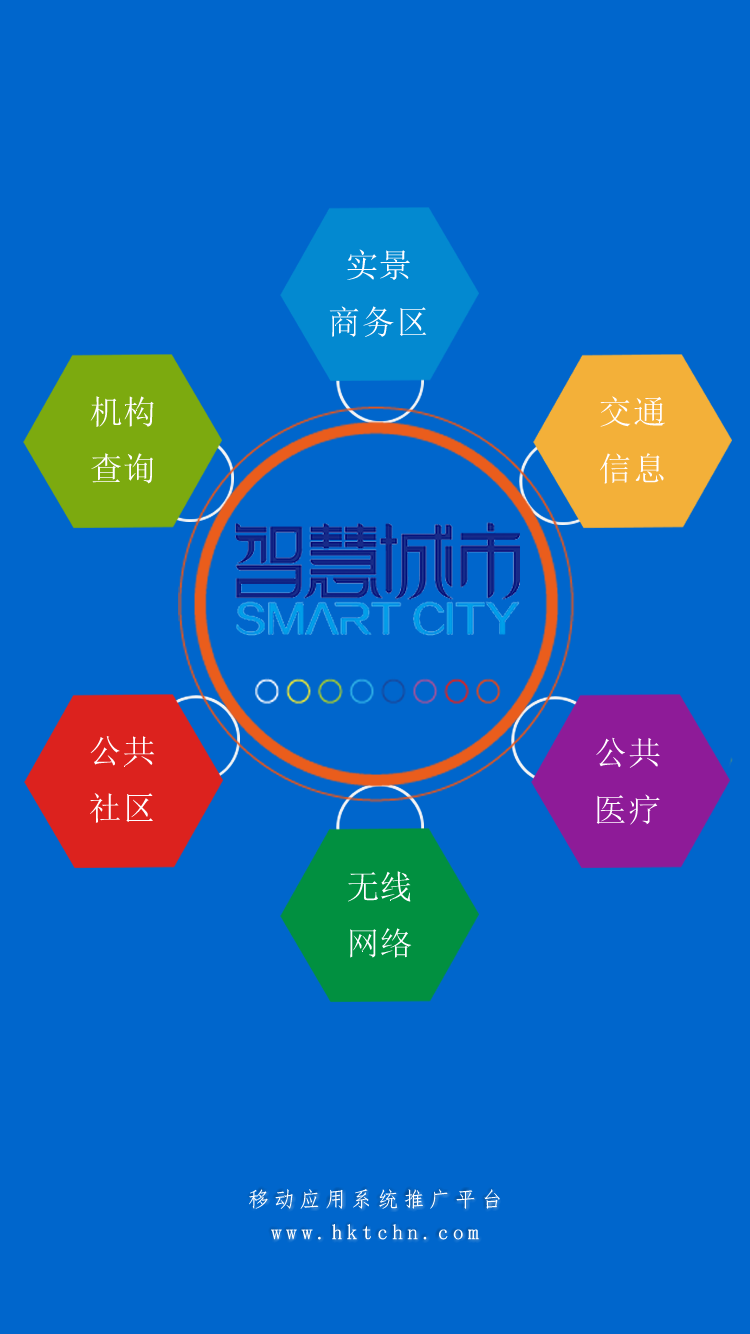 实景
商务区
机构
查询
交通
信息
智慧城市
SMART CITY
公共
社区
公共
医疗
无线
网络
移动应用系统推广平台
www.hktchn.com